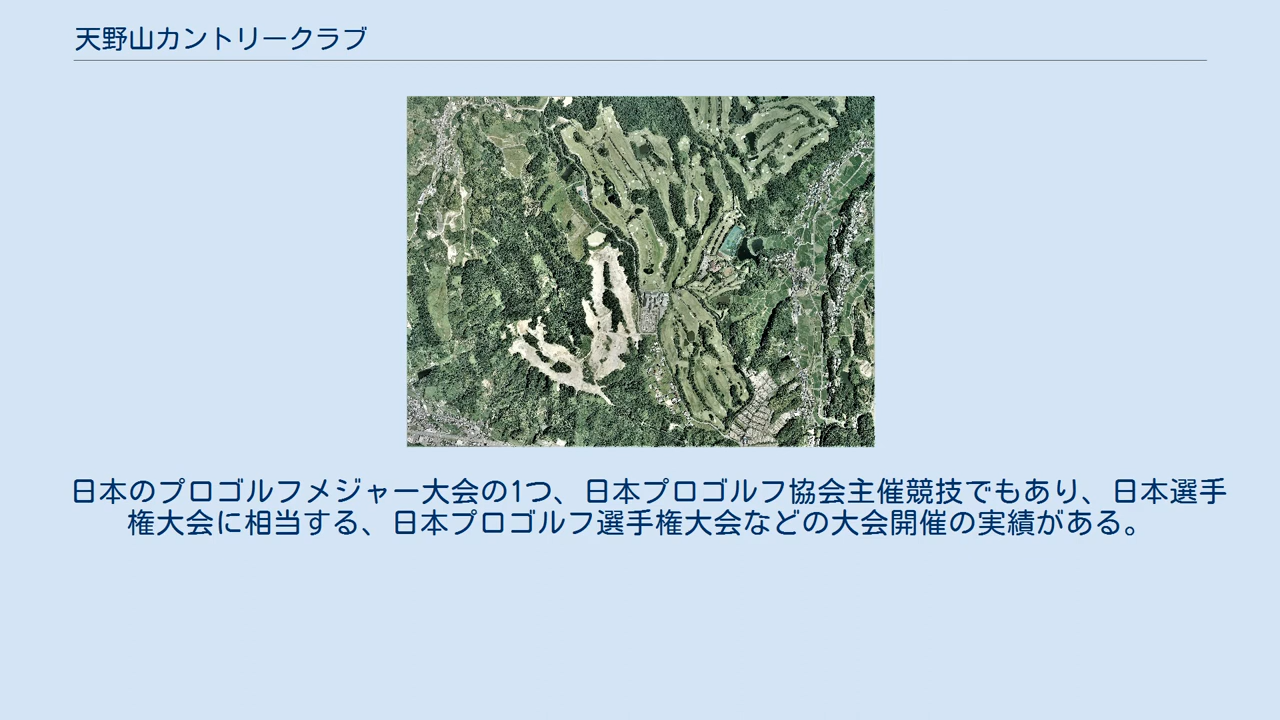 天野山カントリークラブ
日本のプロゴルフメジャー大会の1つ、日本プロゴルフ協会主催競技でもあり、日本選手
権大会に相当する、日本プロゴルフ選手権大会などの大会開催の実績がある。